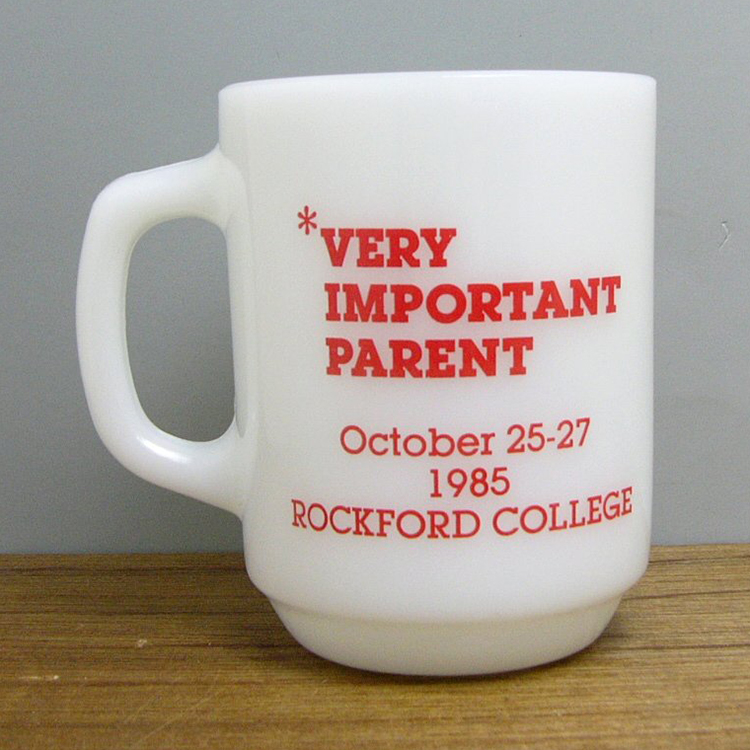 *VERY
IMPORTANT
PARENT
October 25-27
1985
ROCKFORD COLLEGE